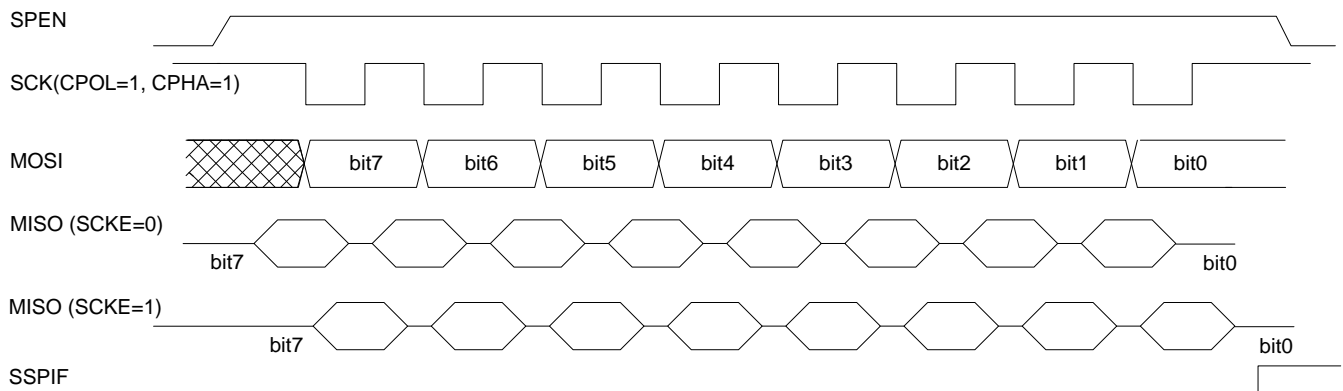 SPEN
SCK(CPOL=1, CPHA=1)
MOSI
bit7 bit6 bit5 bit4 bit3 bit2 bit1 bit0
MISO (SCKE=0)
bit7 bit0
MISO (SCKE=1)
bit7 bit0
SSPIF